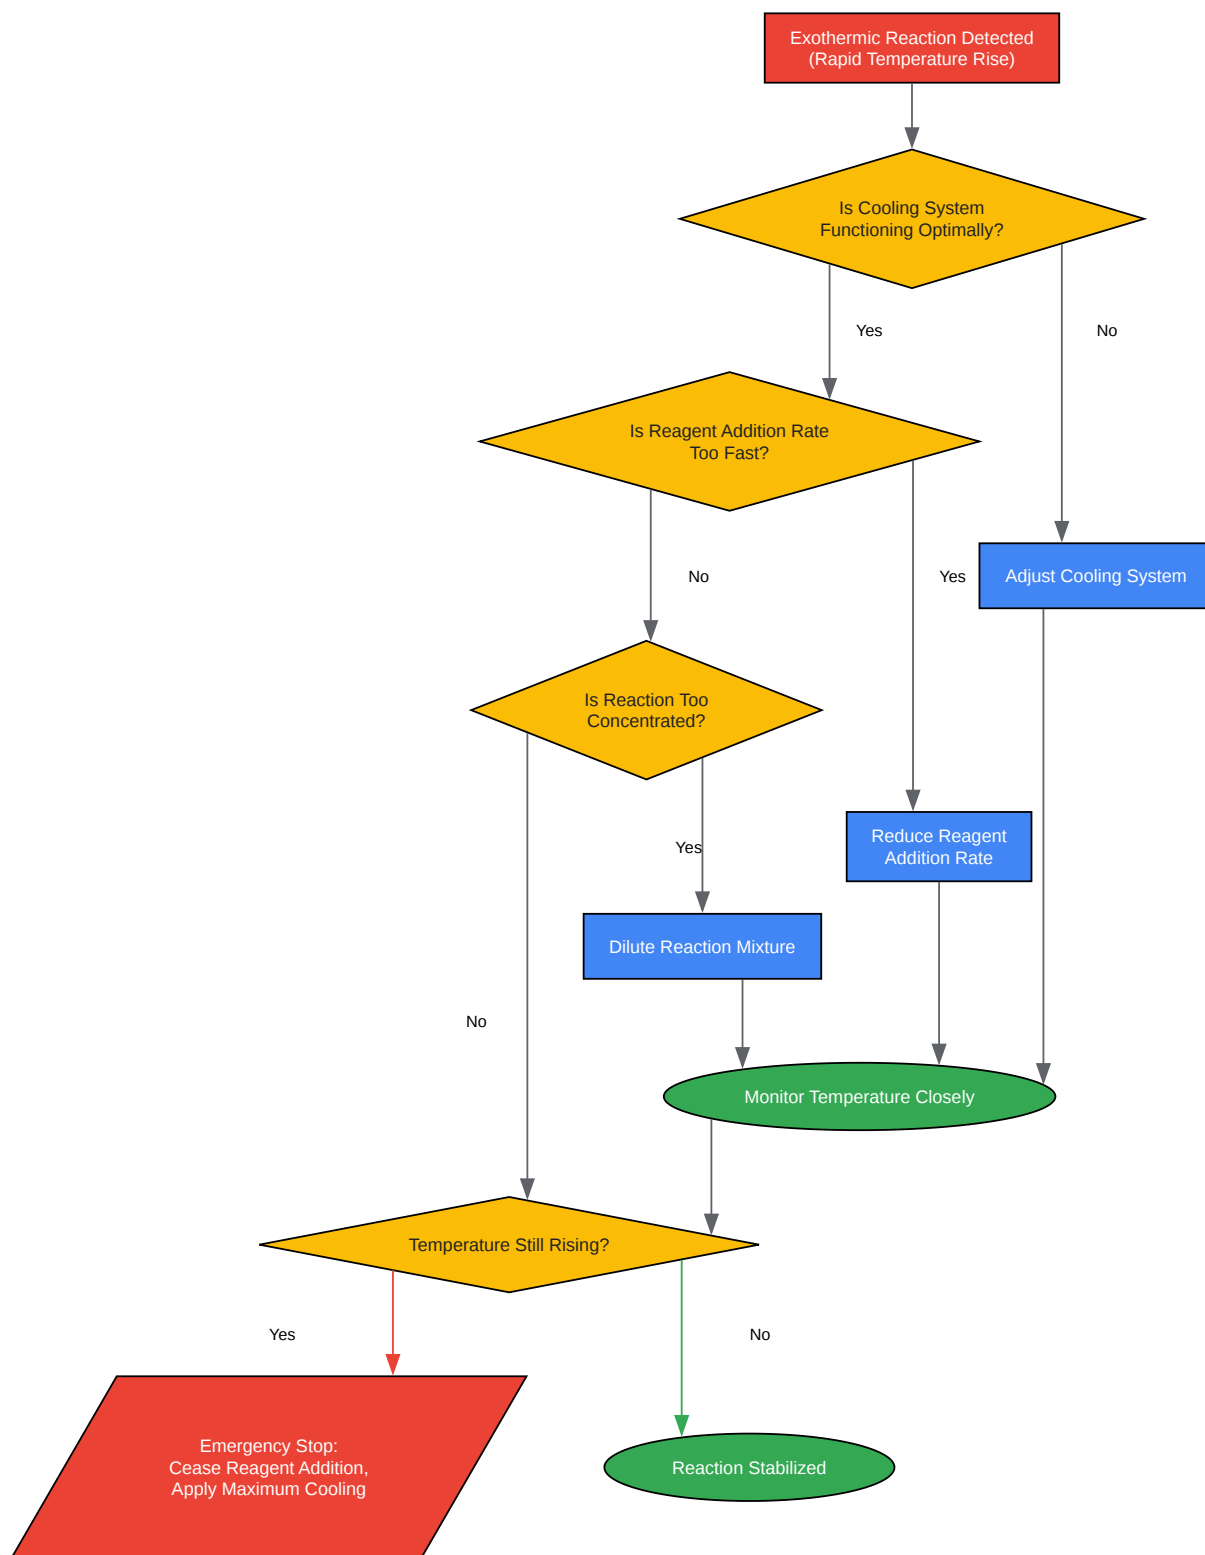 Exothermic Reaction Detected
(Rapid Temperature Rise)
Is Cooling System
Functioning Optimally?
Yes
No
Is Reagent Addition Rate
Too Fast?
No
Yes
Adjust Cooling System
Is Reaction Too
Concentrated?
Yes
Reduce Reagent
Addition Rate
Dilute Reaction Mixture
No
Monitor Temperature Closely
Temperature Still Rising?
Yes
No
Emergency Stop:
Cease Reagent Addition,
Apply Maximum Cooling
Reaction Stabilized